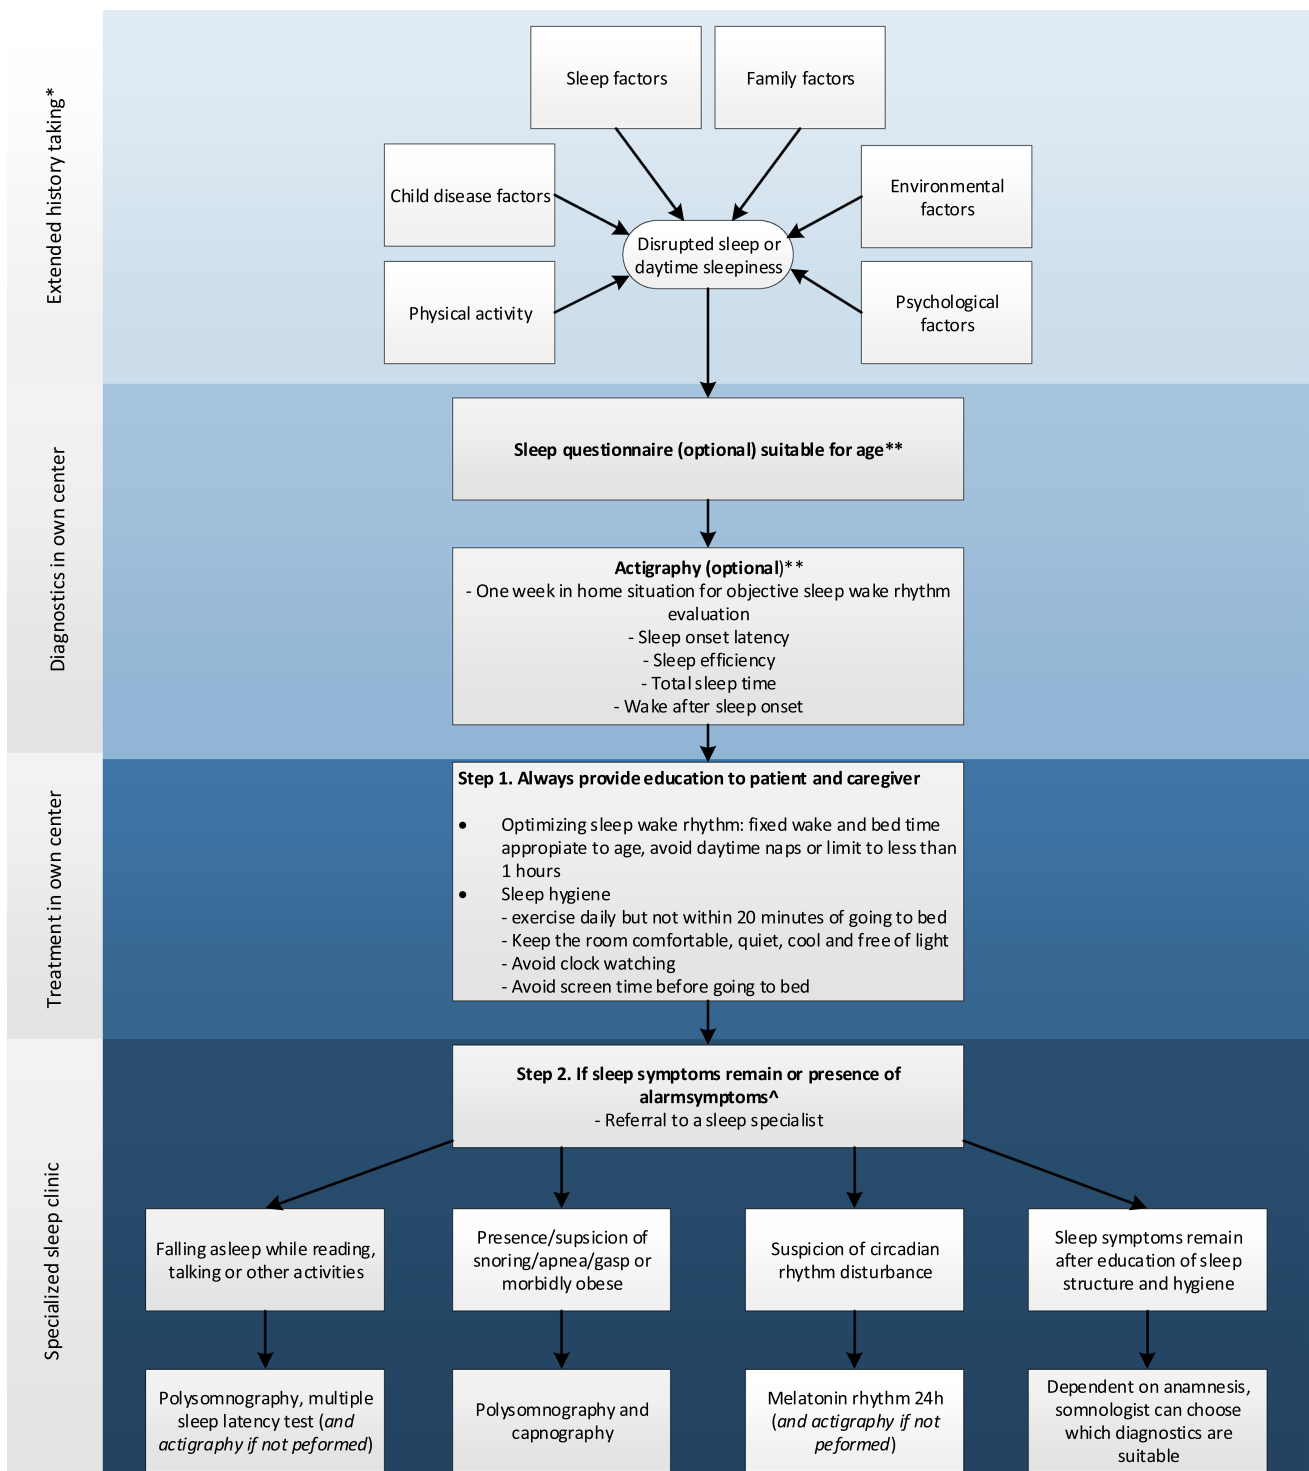 Extended history taking*
Sleep factors
Family factors
Child disease factors
Environmental
factors
Disrupted sleep or
daytime sleepiness
Physical activity
Psychological
factors
Diagnostics in own center
Sleep questionnaire (optional) suitable for age**
Actigraphy (optional)**
- One week in home situation for objective sleep wake rhythm
evaluation
- Sleep onset latency
- Sleep efficiency
- Total sleep time
- Wake after sleep onset
Treatment in own center
Step 1. Always provide education to patient and caregiver
• Optimizing sleep wake rhythm: fixed wake and bed time
appropiate to age, avoid daytime naps or limit to less than
1 hours
• Sleep hygiene
- exercise daily but not within 20 minutes of going to bed
- Keep the room comfortable, quiet, cool and free of light
- Avoid clock watching
- Avoid screen time before going to bed
Specialized sleep clinic
Step 2. If sleep symptoms remain or presence of
alarmsymptoms^
- Referral to a sleep specialist
Falling asleep while reading,
talking or other activities
Presence/supsicion of
snoring/apnea/gasp or
morbidly obese
Suspicion of circadian
rhythm disturbance
Sleep symptoms remain
after education of sleep
structure and hygiene
Polysomnography, multiple
sleep latency test (and
actigraphy if not peformed)
Polysomnography and
capnography
Melatonin rhythm 24h
(and actigraphy if not
peformed)
Dependent on anamnesis,
somnologist can choose
which diagnostics are
suitable